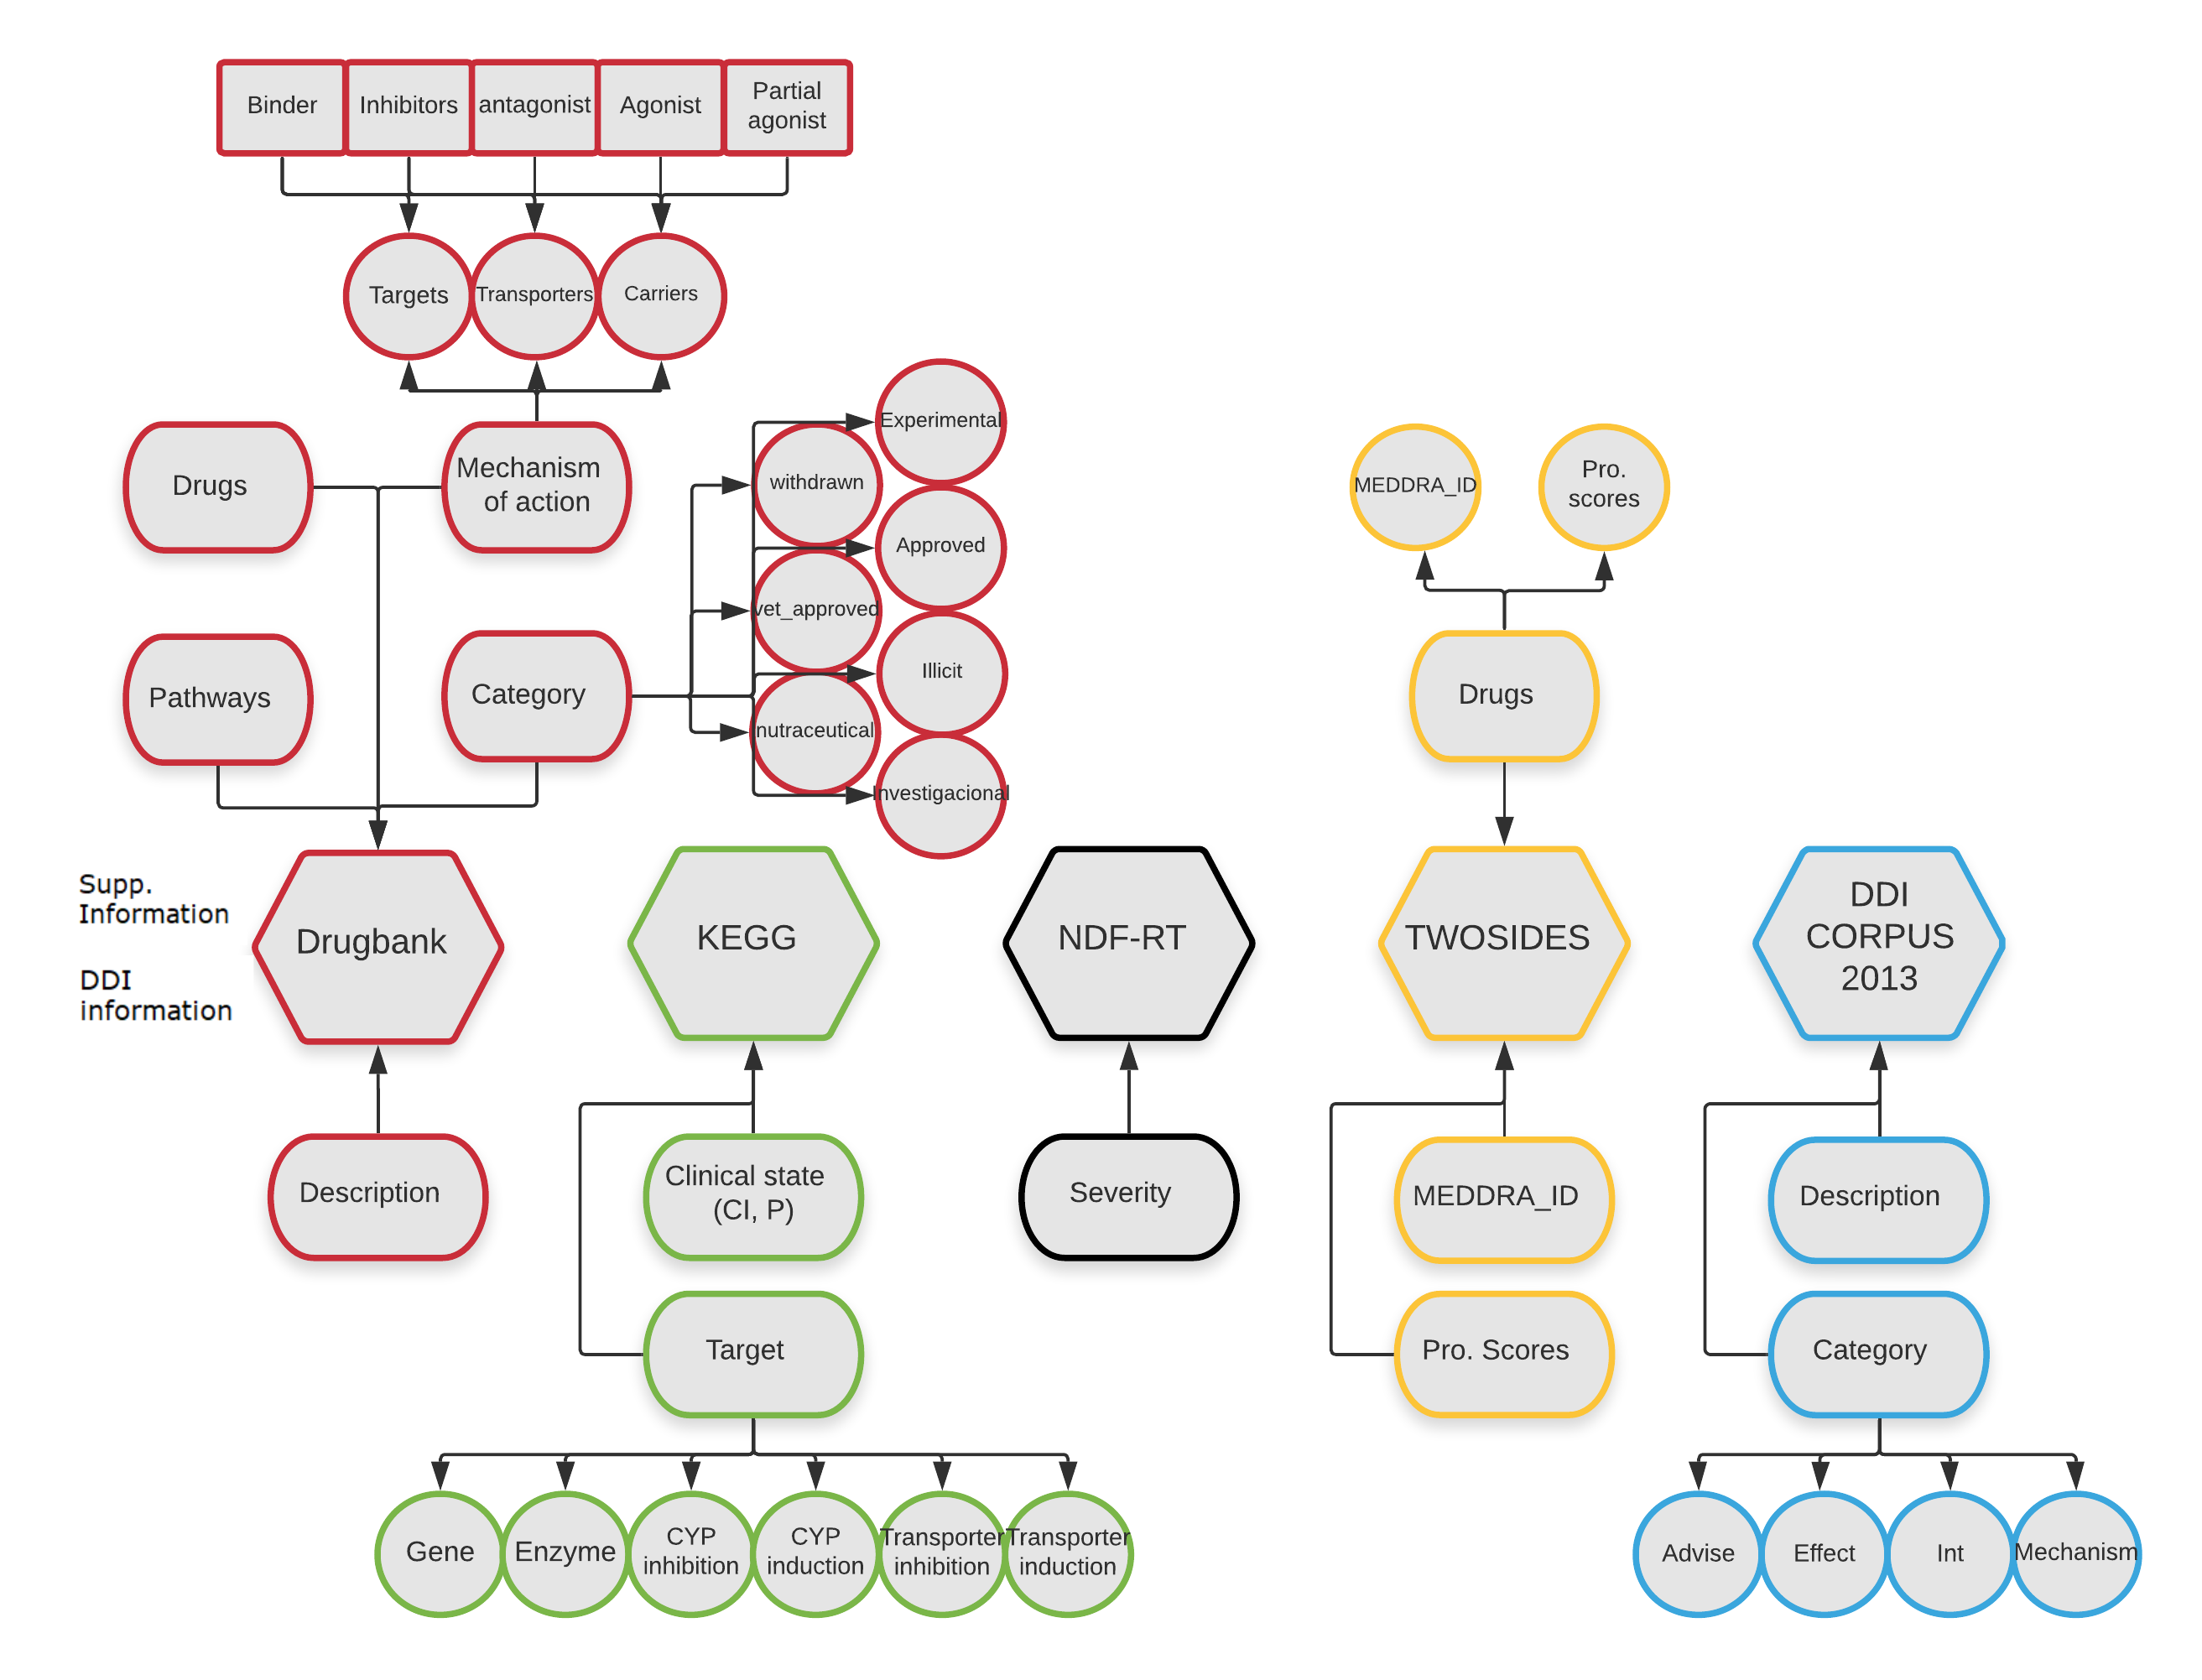 Binder
Inhibitors
antagonist
Agonist
Partial
agonist
Targets
Transporters
Carriers
Experimental
Drugs
Mechanism
of action
withdrawn
MEDDRA_ID
Pro.
scores
Approved
vet_approved
Pathways
Category
Illicit
Drugs
nutraceutical
Investigacional
Supp.
Information
DDI
information
Drugbank
KEGG
NDF-RT
TWOSIDES
DDI
CORPUS
2013
Description
Clinical state
(CI, P)
Severity
MEDDRA_ID
Description
Target
Pro. Scores
Category
Gene
Enzyme
CYP
inhibition
CYP
induction
Transporter
inhibition
Transporter
induction
Advise
Effect
Int
Mechanism